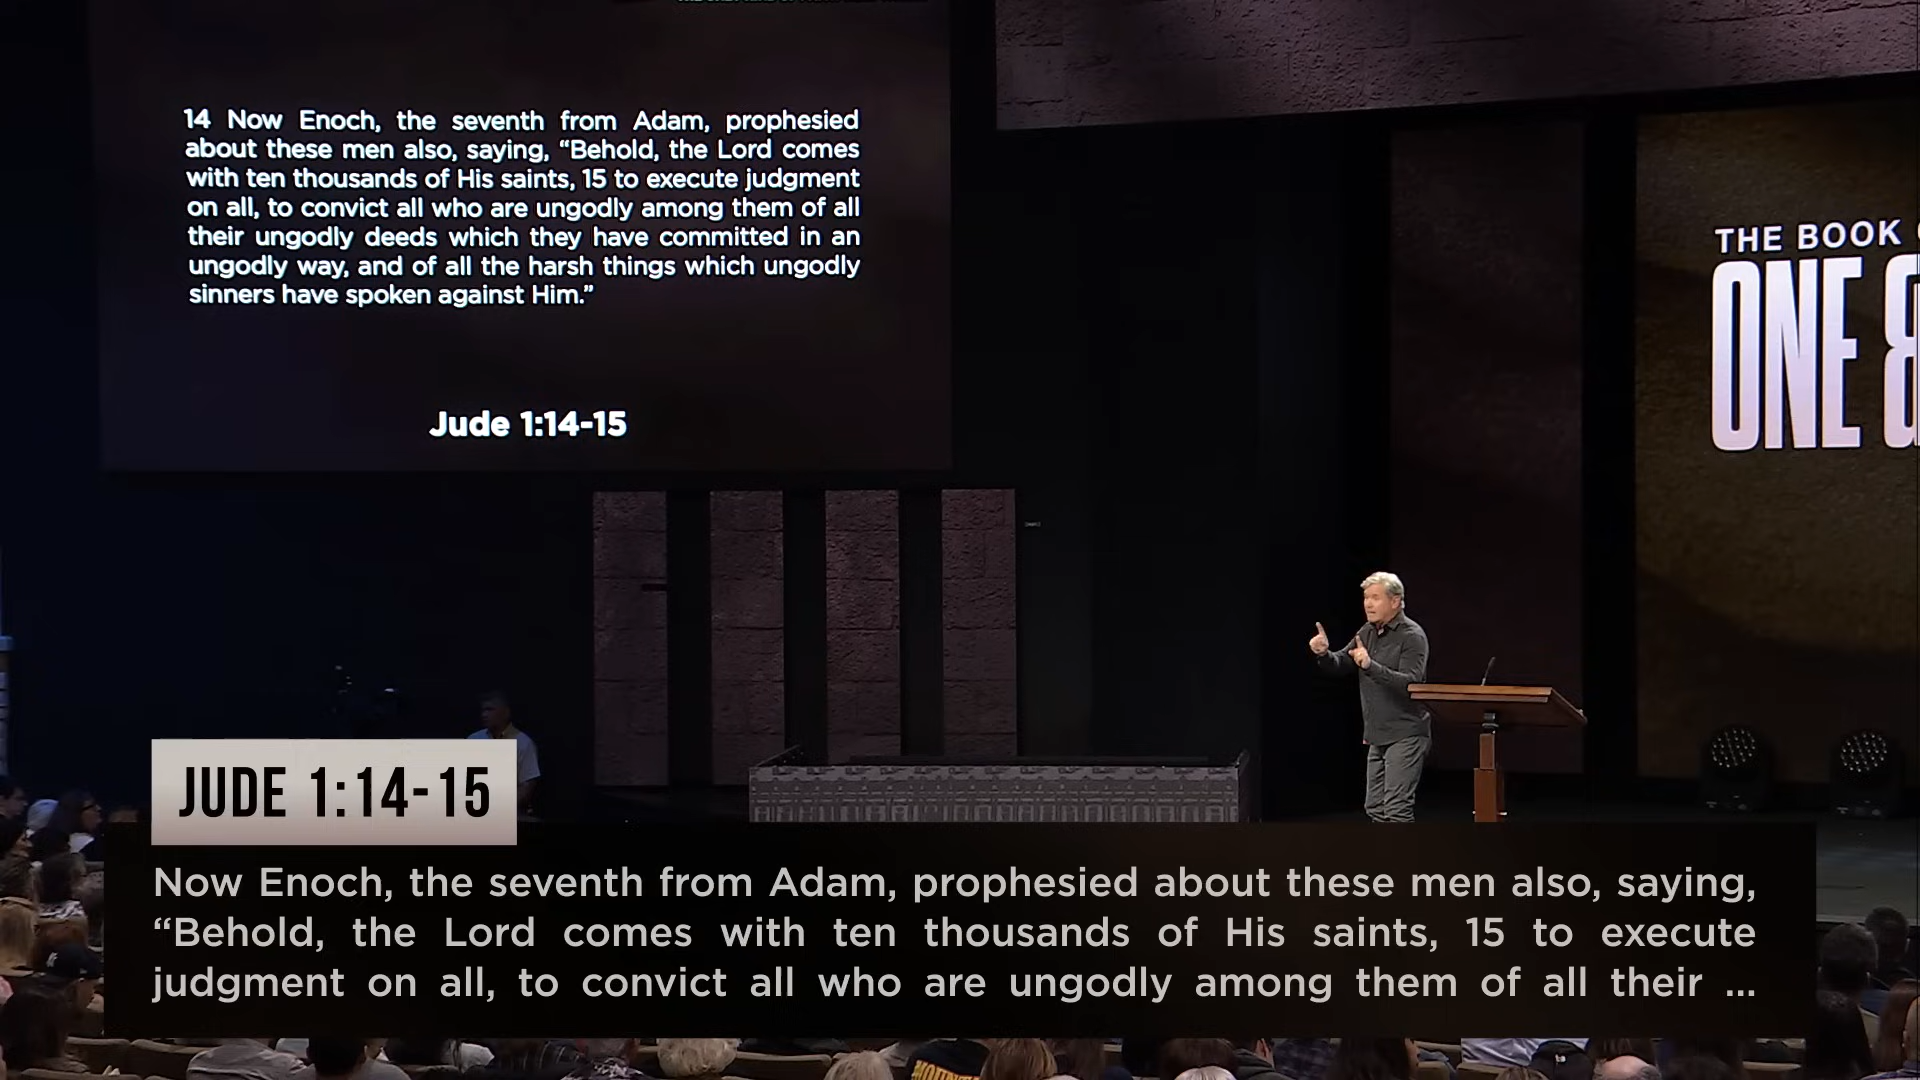 14 Now Enoch, the seventh from Adam, prophesied
about these men also, saying, “Behold, the Lord comes
with ten thousands of His saints, 15 to execute judgment
on all, to convict all who are ungodly among them of all
their ungodly deeds which they have committed in an
ungodly way, and of all the harsh things which ungodly
sinners have spoken against Him.”
Jude 1:14-15
THE BOOK
ONE &
JUDE 1:14-15
Now Enoch, the seventh from Adam, prophesied about these men also, saying,
“Behold, the Lord comes with ten thousands of His saints, 15 to execute
judgment on all, to convict all who are ungodly among them of all their ...